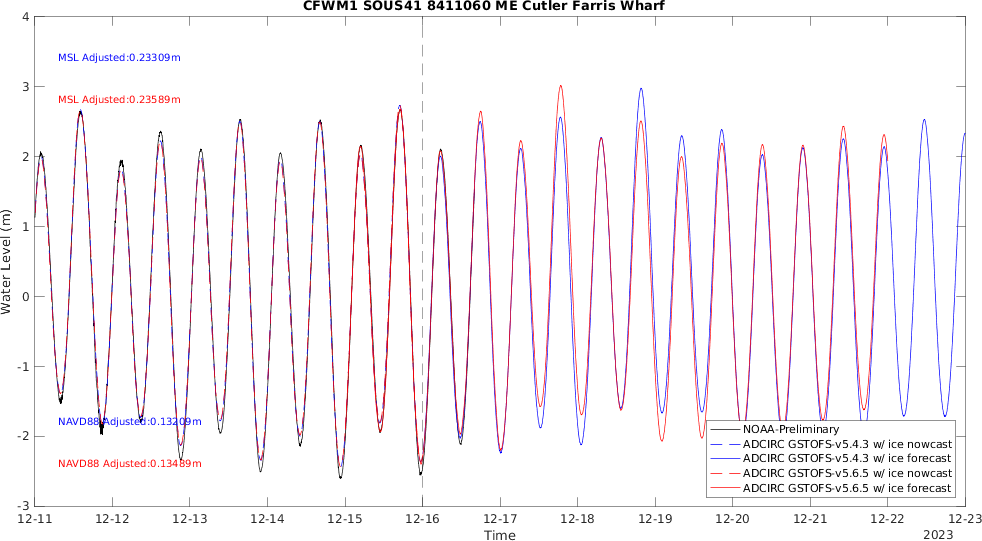 CFWM1 SOUS41 8411060 ME Cutler Farris Wharf
4
3
2
1
0
-1
-2
-3
Water Level (m)
MSL Adjusted:0.23309m
MSL Adjusted:0.23589m
NAVD88 Adjusted:0.13209m
NAVD88 Adjusted:0.13489m
NOAA-Preliminary
ADCIRC GSTOFS-v5.4.3 w/ ice nowcast
ADCIRC GSTOFS-v5.4.3 w/ ice forecast
ADCIRC GSTOFS-v5.6.5 w/ ice nowcast
ADCIRC GSTOFS-v5.6.5 w/ ice forecast
12-11 12-12 12-13 12-14 12-15 12-16 12-17 12-18 12-19 12-20 12-21 12-22 12-23
Time
2023